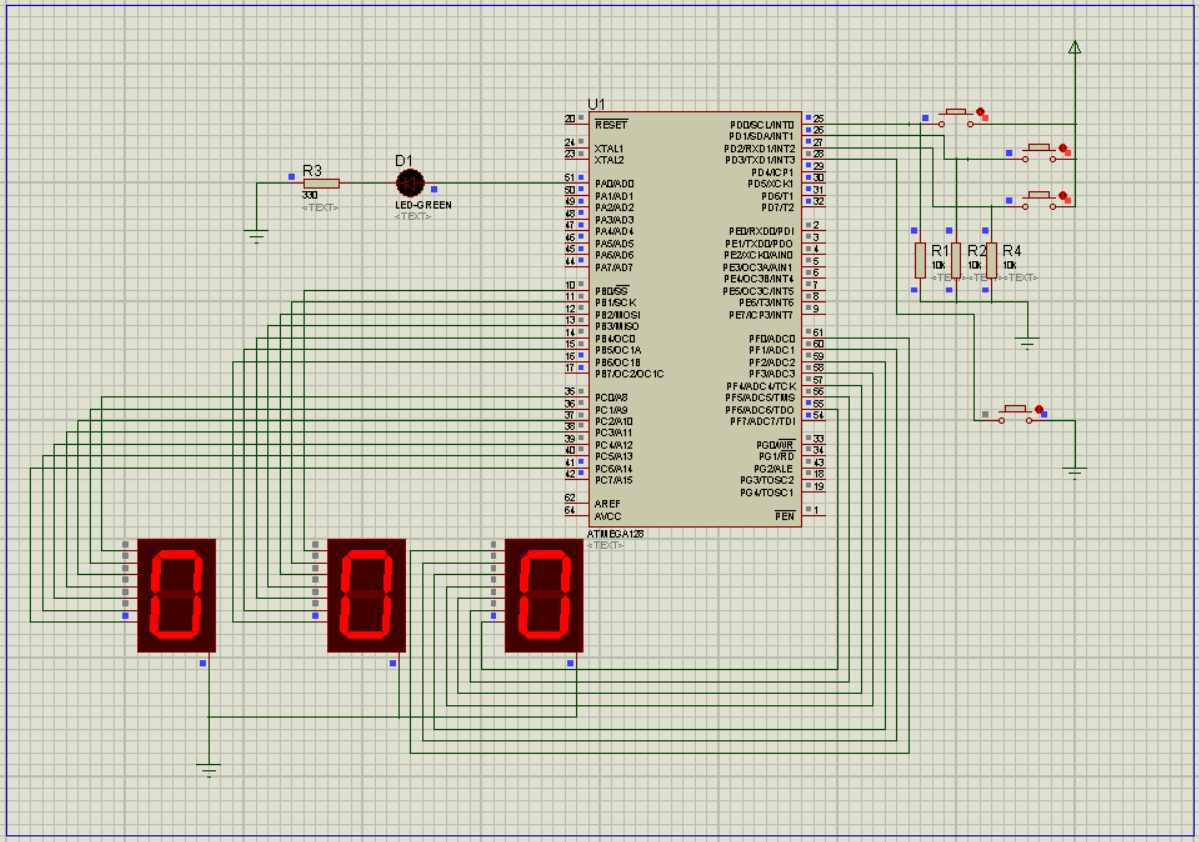 U1
20
RESET
24
XTAL1
23
XTAL2
51
PA0/AD0
50
PA1/AD1
49
PA2/AD2
48
PA3/AD3
47
PA4/AD4
46
PA5/AD5
45
PA6/AD6
44
PA7/AD7
10
PB0/SS
11
PB1/SCK
12
PB2/MOSI
13
PB3/MISO
14
PB4/OC0
15
PB5/OC1A
16
PB6/OC1B
17
PB7/OC2/OC1C
35
PC0/A8
36
PC1/A9
37
PC2/A10
38
PC3/A11
39
PC4/A12
40
PC5/A13
41
PC6/A14
42
PC7/A15
62
AREF
64
AVCC
PD0/SCL/INT0
25
PD1/SDA/INT1
26
PD2/RXD1/INT2
27
PD3/TXD1/INT3
28
PD4/ICP1
29
PD5/XCK1
30
PD6/T1
31
PD7/T2
32
PE0/RXD0/PDI
2
PE1/TXD0/PDO
3
PE2/XCK0/AIN0
4
PE3/OC3A/AIN1
5
PE4/OC3B/INT4
6
PE5/OC3C/INT5
7
PE6/T3/INT6
8
PE7/ICP3/INT7
9
PF0/ADC0
61
PF1/ADC1
60
PF2/ADC2
59
PF3/ADC3
58
PF4/ADC4/TCK
57
PF5/ADC5/TMS
56
PF6/ADC6/TDO
55
PF7/ADC7/TDI
54
PG0/WR
33
PG1/RD
34
PG2/ALE
43
PG3/TOSC2
18
PG4/TOSC1
19
PEN
1
ATMEGA128
<TEXT>
R3
330
<TEXT>
D1
LED-GREEN
<TEXT>
R1
10k
R2
10k
R4
10k
<TEXT>
0
0
0